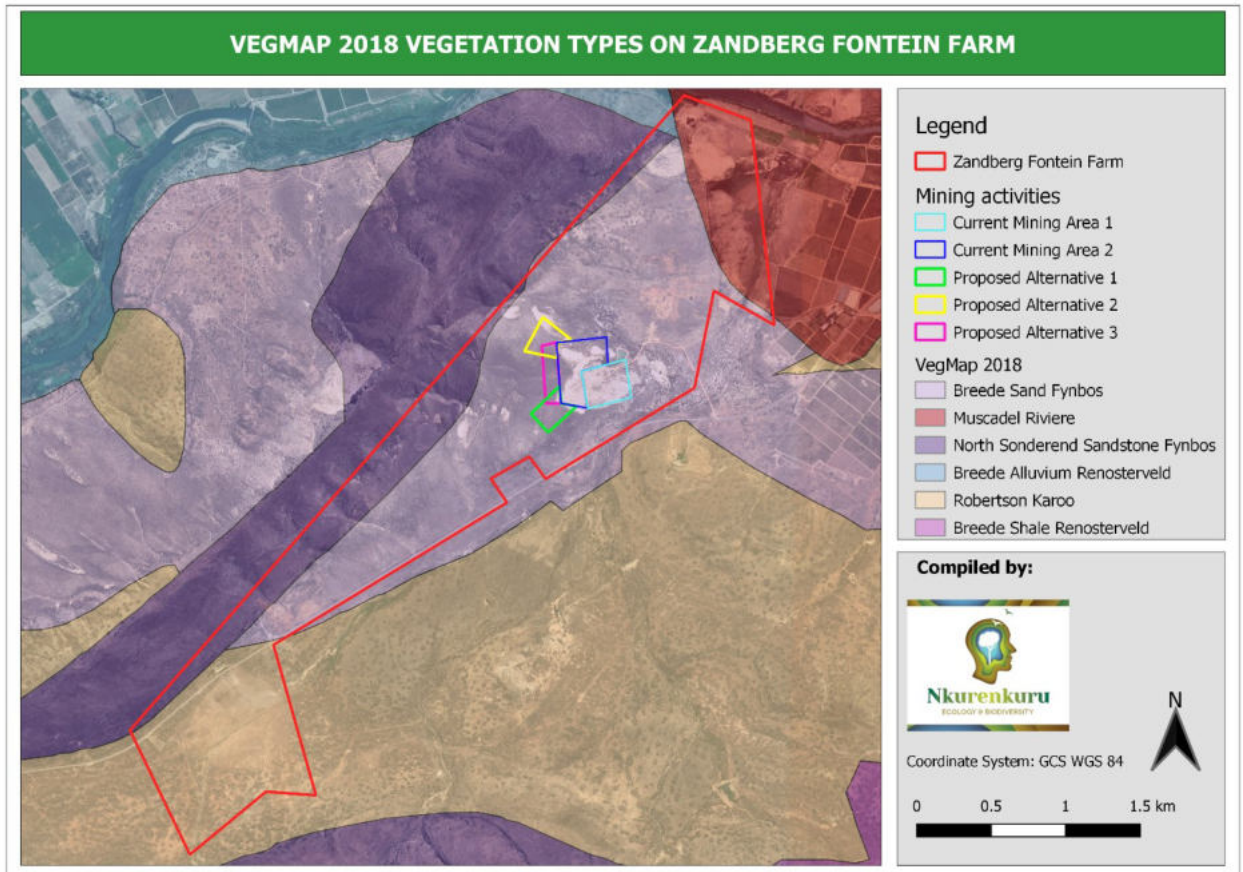 VEGMAP 2018 VEGETATION TYPES ON ZANDBERG FONTEIN FARM
Legend
Zandberg Fontein Farm
Mining activities
Current Mining Area 1
Current Mining Area 2
Proposed Alternative 1
Proposed Alternative 2
Proposed Alternative 3
VegMap 2018
Breede Sand Fynbos
Muscadel Riviere
North Sonderend Sandstone Fynbos
Breede Alluvium Renosterveld
Robertson Karoo
Breede Shale Renosterveld
Compiled by:
Nkurenkuru
ECOLOGY & BIODIVERSITY
N
Coordinate System: GCS WGS 84
0 0.5 1 1.5 km